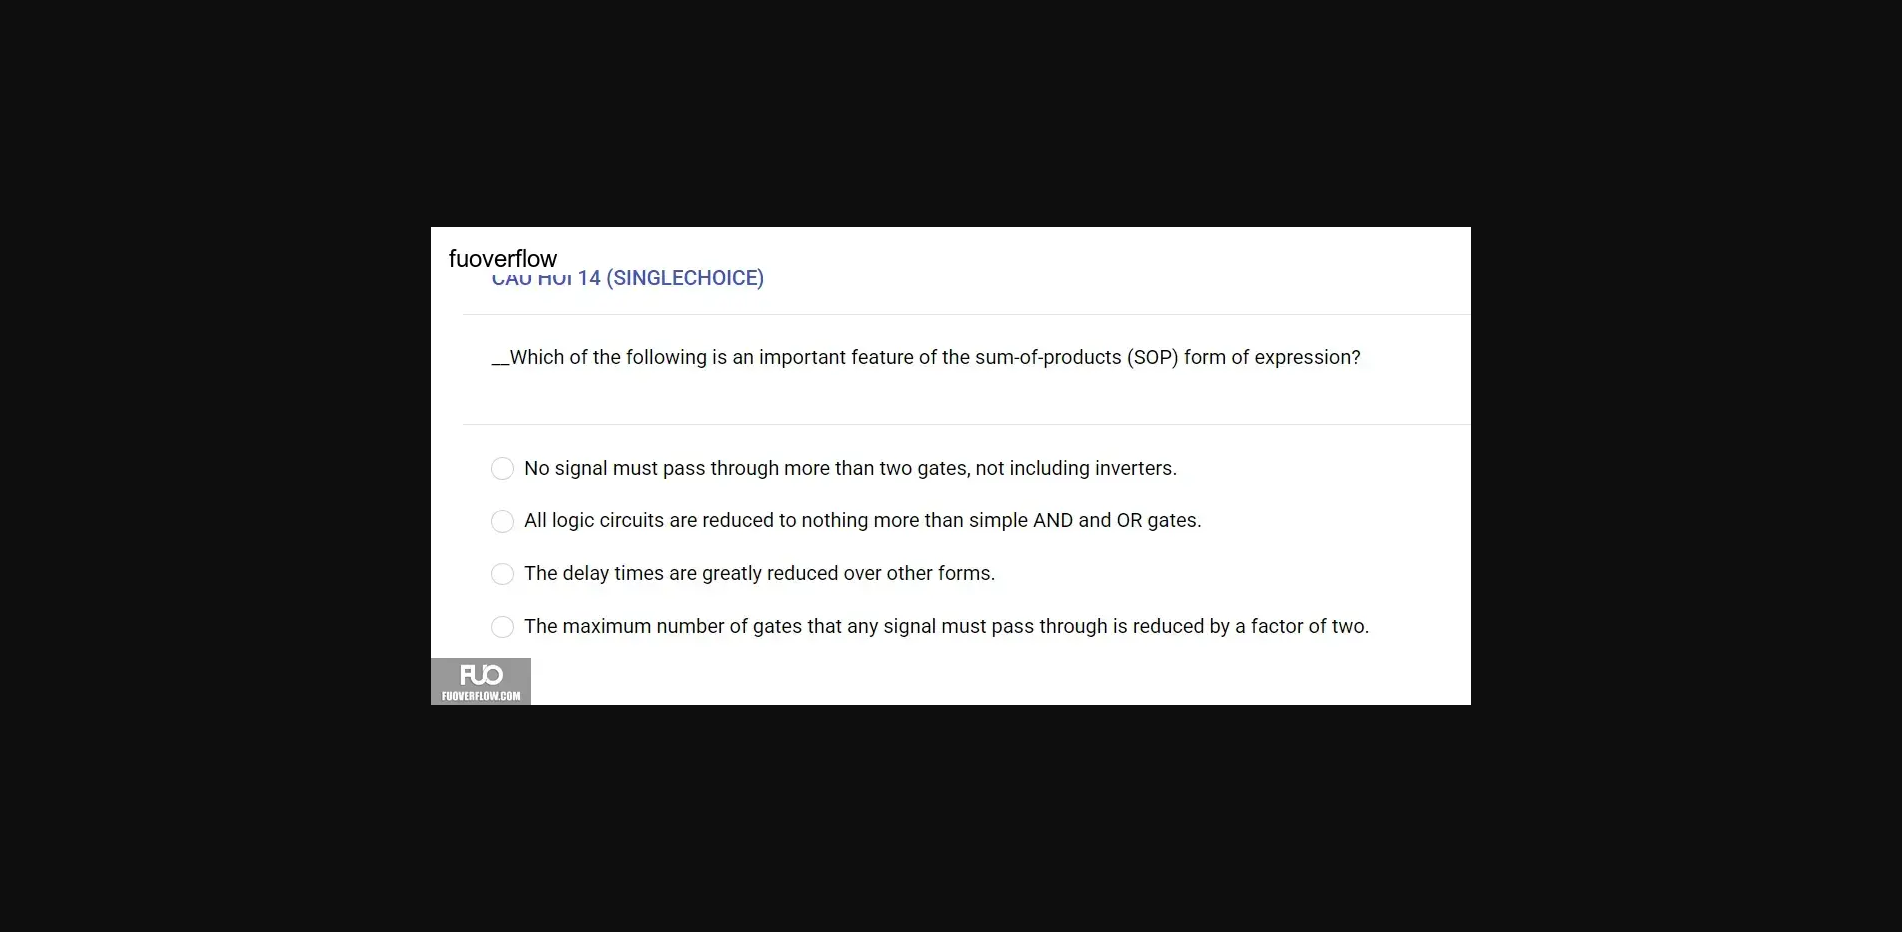 fuoverflow
CAU HOI 14 (SINGLECHOICE)
__Which of the following is an important feature of the sum-of-products (SOP) form of expression?
No signal must pass through more than two gates, not including inverters.
All logic circuits are reduced to nothing more than simple AND and OR gates.
The delay times are greatly reduced over other forms.
The maximum number of gates that any signal must pass through is reduced by a factor of two.
FUO
FUOVERFLOW.COM